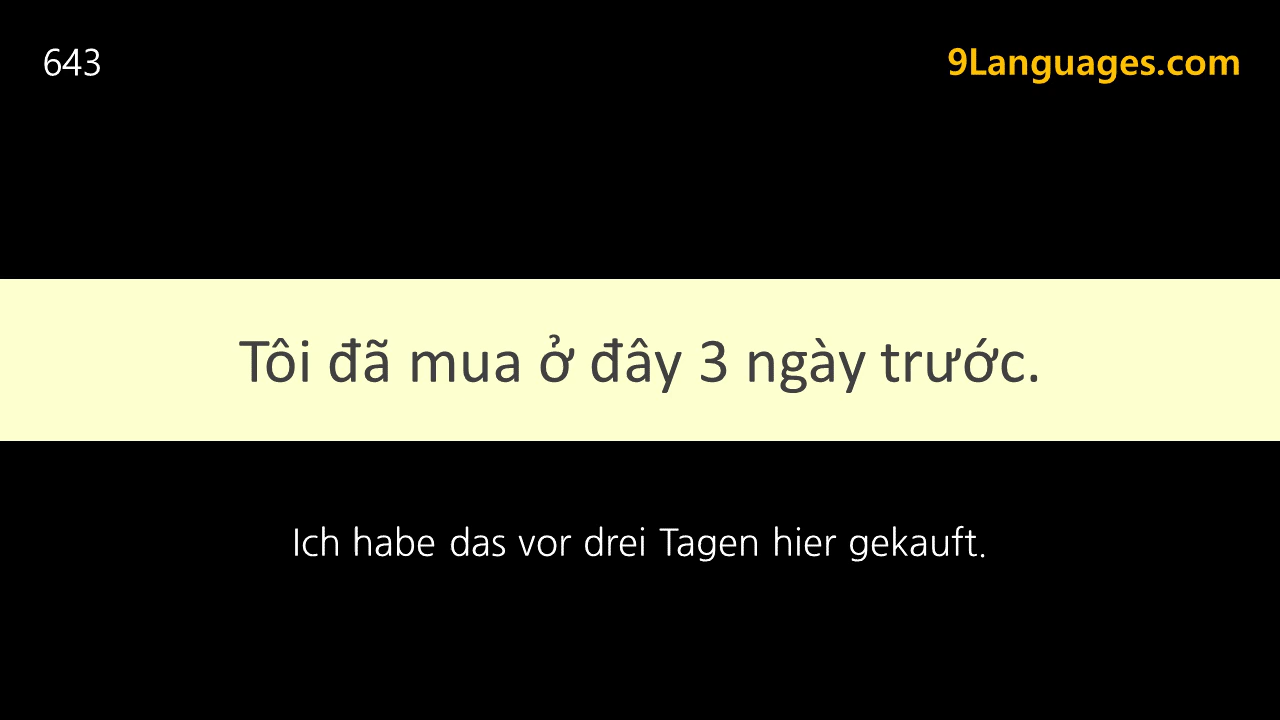 643
9Languages.com
Tôi đã mua ở đây 3 ngày trước.
Ich habe das vor drei Tagen hier gekauft.